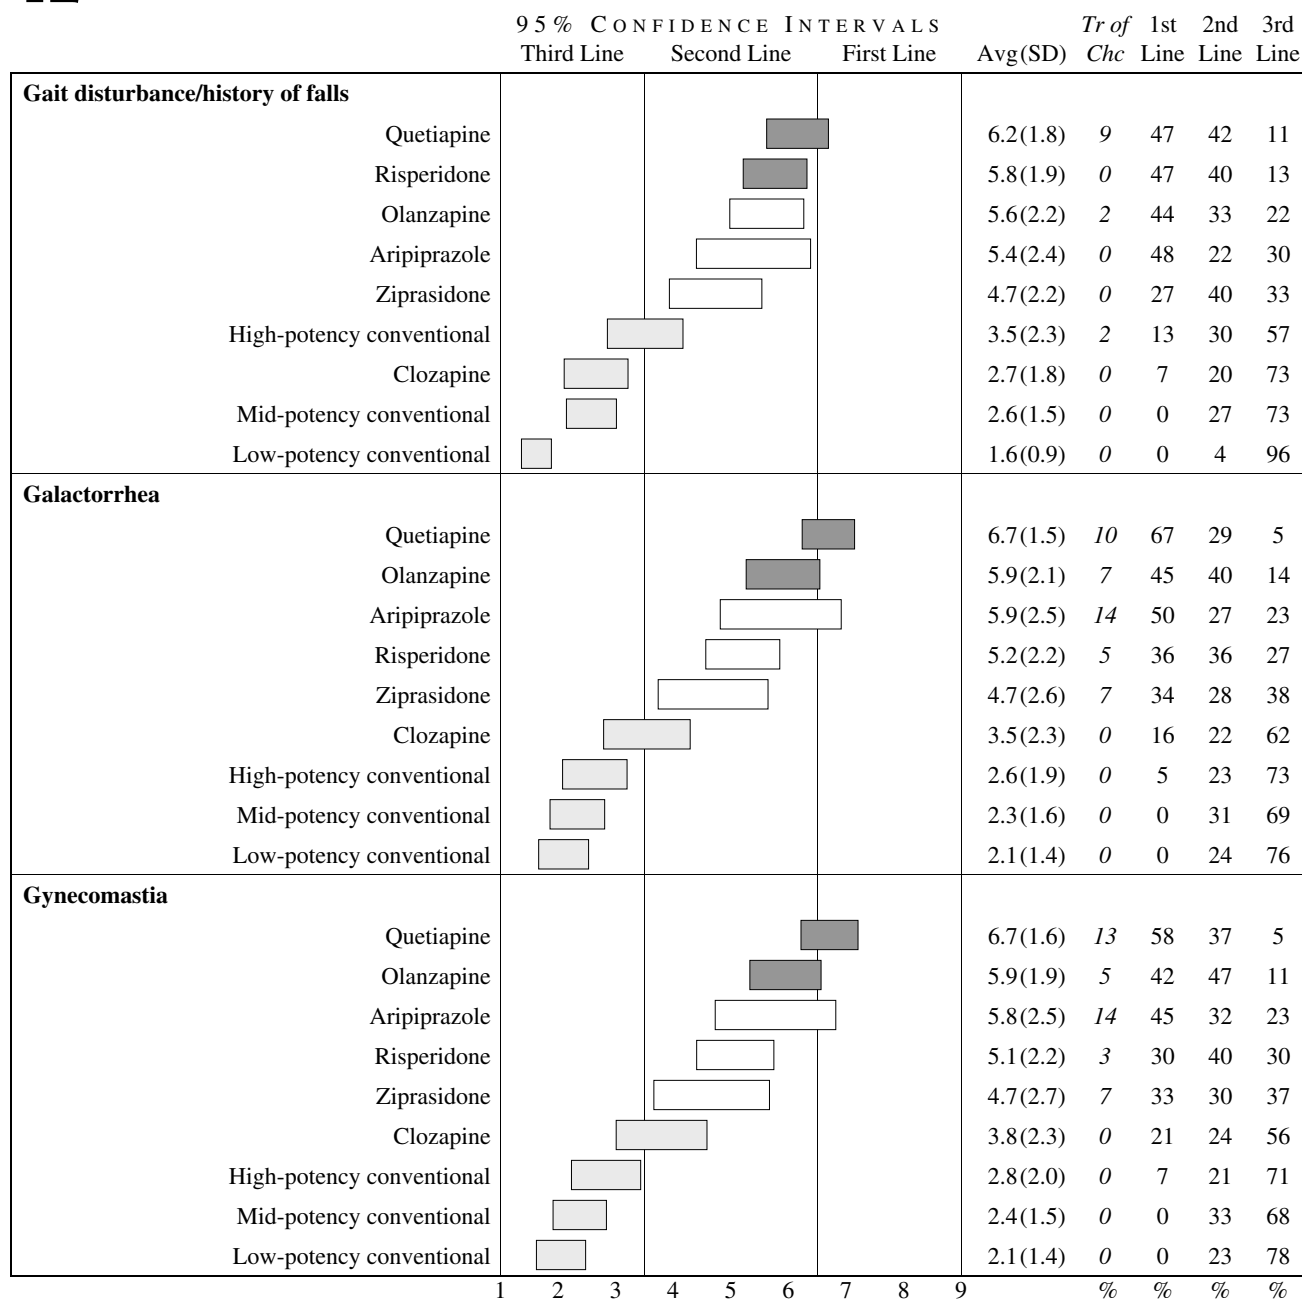 95% CONFIDENCE INTERVALS Tr of 1st 2nd 3rd
Third Line Second Line First Line Avg(SD) Chc Line Line Line
Gait disturbance/history of falls
Quetiapine 6.2(1.8) 9 47 42 11
Risperidone 5.8(1.9) 0 47 40 13
Olanzapine 5.6(2.2) 2 44 33 22
Aripiprazole 5.4(2.4) 0 48 22 30
Ziprasidone 4.7(2.2) 0 27 40 33
High-potency conventional 3.5(2.3) 2 13 30 57
Clozapine 2.7(1.8) 0 7 20 73
Mid-potency conventional 2.6(1.5) 0 0 27 73
Low-potency conventional 1.6(0.9) 0 0 4 96
Galactorrhea
Quetiapine 6.7(1.5) 10 67 29 5
Olanzapine 5.9(2.1) 7 45 40 14
Aripiprazole 5.9(2.5) 14 50 27 23
Risperidone 5.2(2.2) 5 36 36 27
Ziprasidone 4.7(2.6) 7 34 28 38
Clozapine 3.5(2.3) 0 16 22 62
High-potency conventional 2.6(1.9) 0 5 23 73
Mid-potency conventional 2.3(1.6) 0 0 31 69
Low-potency conventional 2.1(1.4) 0 0 24 76
Gynecomastia
Quetiapine 6.7(1.6) 13 58 37 5
Olanzapine 5.9(1.9) 5 42 47 11
Aripiprazole 5.8(2.5) 14 45 32 23
Risperidone 5.1(2.2) 3 30 40 30
Ziprasidone 4.7(2.7) 7 33 30 37
Clozapine 3.8(2.3) 0 21 24 56
High-potency conventional 2.8(2.0) 0 7 21 71
Mid-potency conventional 2.4(1.5) 0 0 33 68
Low-potency conventional 2.1(1.4) 0 0 23 78
1 2 3 4 5 6 7 8 9 % % % %